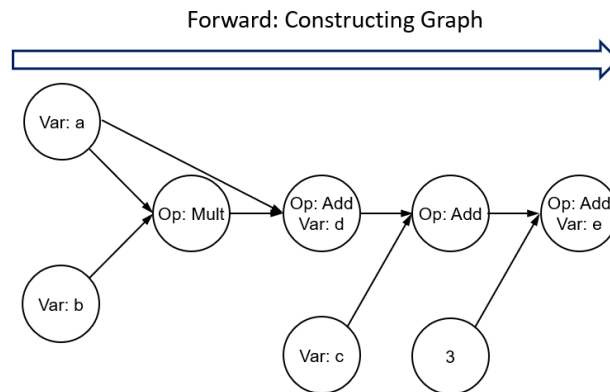 Forward: Constructing Graph
Var: a
Op: Mult
Op: Add
Var: d
Op: Add
Op: Add
Var: e
Var: b
Var: c
3